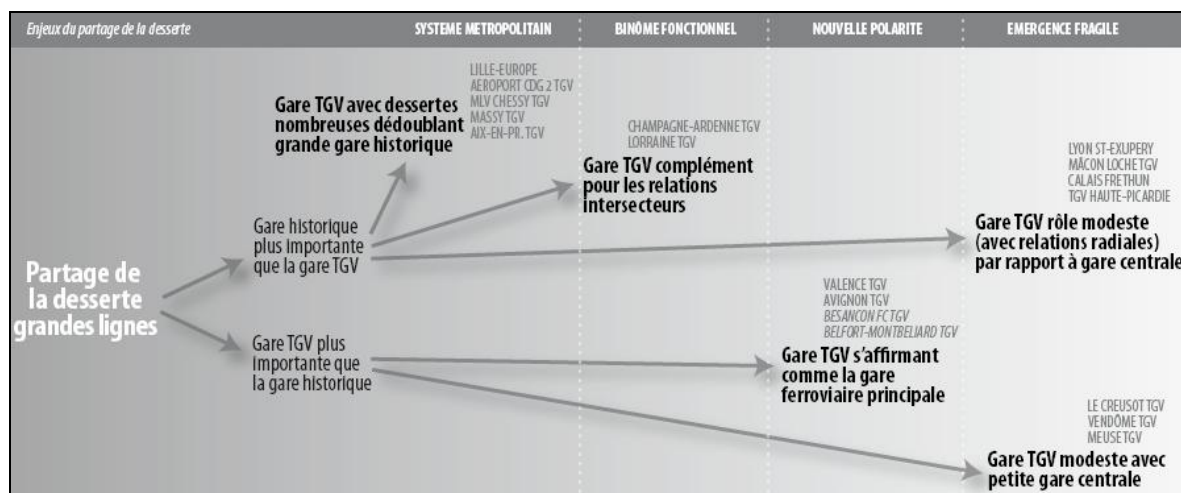 Enjeux du partage de la desserte
SYSTEME METROPOLITAIN
BINÔME FONCTIONNEL
NOUVELLE POLARITE
EMERGENCE FRAGILE
LILLE-EUROPE
AEROPORT CDG 2 TGV
MLV CHESSY TGV
MASSY TGV
AIX-EN-PR. TGV
Gare TGV avec dessertes
nombreuses dédoublant
grande gare historique
CHAMPAGNE-ARDENNE TGV
LORRAINE TGV
Gare TGV complément
pour les relations
intersecteurs
LYON ST-EXUPERY
MÂCON LOCHE TGV
CALAIS FRETHUN
TGV HAUTE-PICARDIE
Gare TGV rôle modeste
(avec relations radiales)
par rapport à gare centrale
Gare historique
plus importante
que la gare TGV
Partage de
la desserte
grandes lignes
Gare TGV plus
importante que
la gare historique
VALENCE TGV
AVIGNON TGV
BESANCON FC TGV
BELFORT-MONTBELIARD TGV
Gare TGV s'affirmant
comme la gare
ferroviaire principale
LE CREUSOT TGV
VENDÔME TGV
MEUSE TGV
Gare TGV modeste avec
petite gare centrale